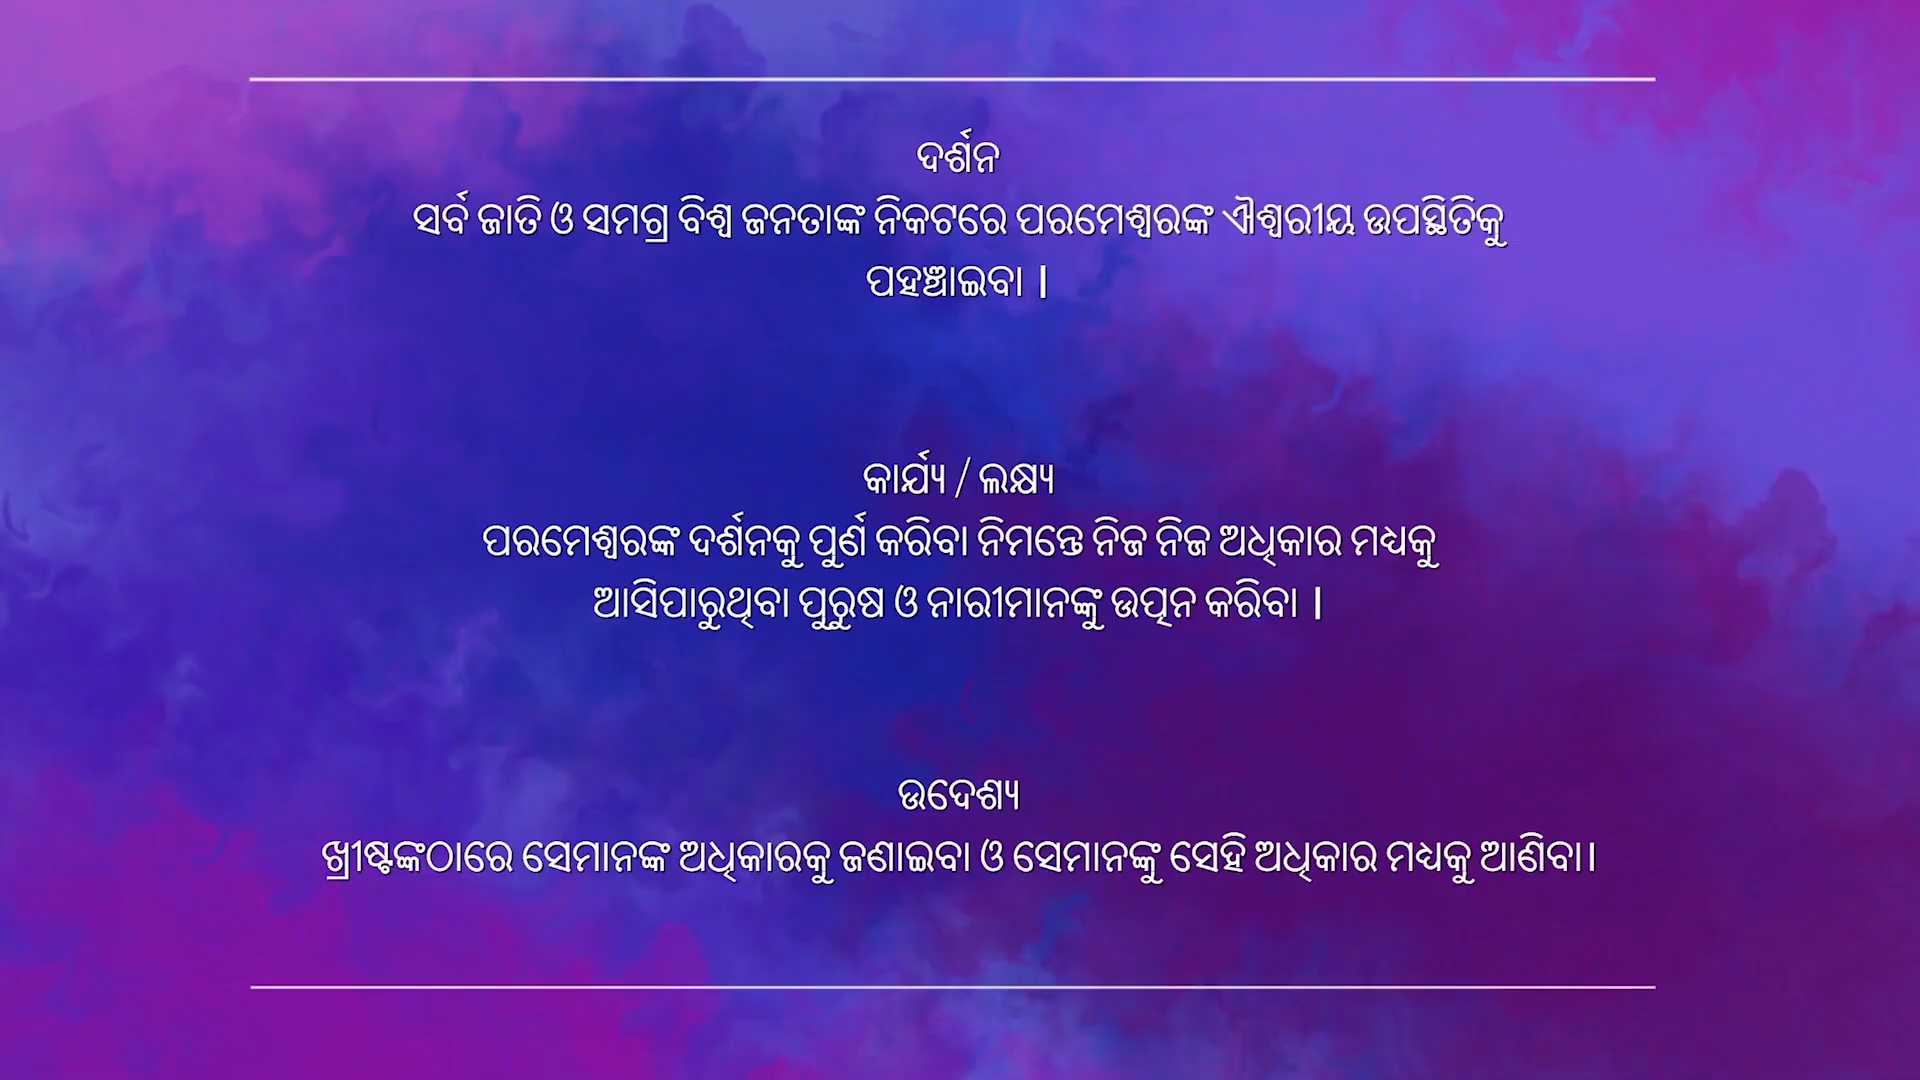 ଦର୍ଶନ
ସର୍ବ ଜାତି ଓ ସମଗ୍ର ବିଶ୍ୱ ଜନତାଙ୍କ ନିକଟରେ ପରମେଶ୍ୱରଙ୍କ ଐଶ୍ୱରୀୟ ଉପସ୍ଥିତିକୁ
ପହଞ୍ଚାଇବା |
କାର୍ଯ୍ୟ / ଲକ୍ଷ୍ୟ
ପରମେଶ୍ୱରଙ୍କ ଦର୍ଶନକୁ ପୁର୍ଣ କରିବା ନିମନ୍ତେ ନିଜ ନିଜ ଅଧିକାର ମଧ୍ୟକୁ
ଆସିପାରୁଥିବା ପୁରୁଷ ଓ ନାରୀମାନଙ୍କୁ ଉତ୍ପନ କରିବା |
ଉଦେଶ୍ୟ
ଖ୍ରୀଷ୍ଟଙ୍କଠାରେ ସେମାନଙ୍କ ଅଧିକାରକୁ ଜଣାଇବା ଓ ସେମାନଙ୍କୁ ସେହି ଅଧିକାର ମଧ୍ୟକୁ ଆଣିବା।